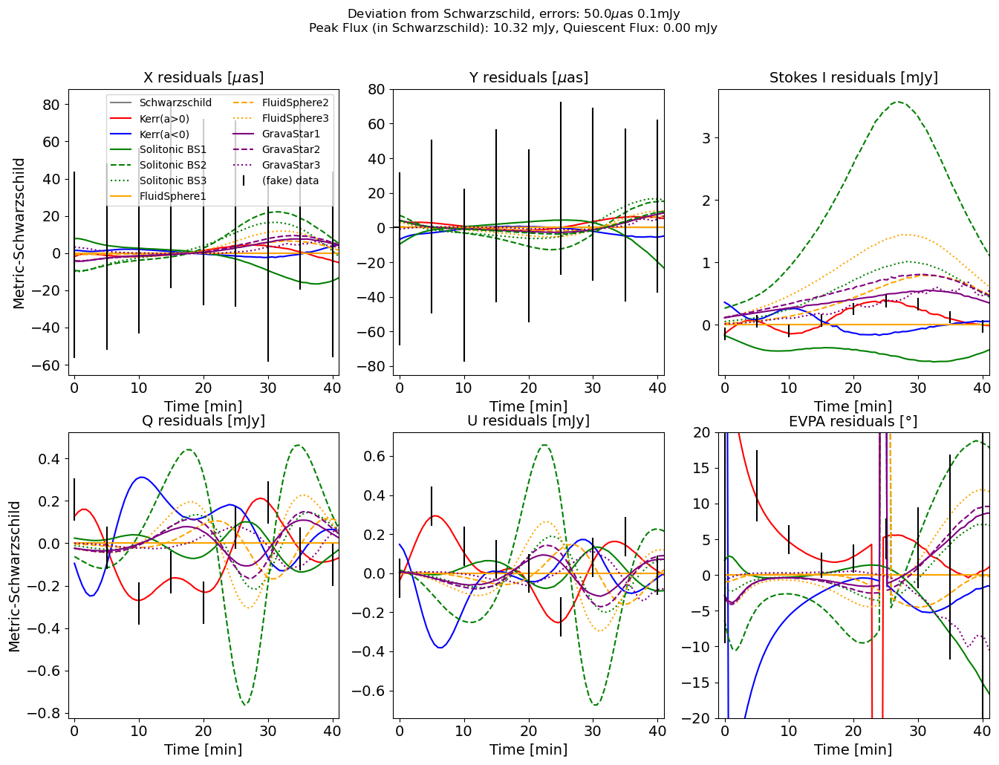 Deviation from Schwarzschild, errors: 50.0μas 0.1mJy
Peak Flux (in Schwarzschild): 10.32 mJy, Quiescent Flux: 0.00 mJy
X residuals [μas]
Y residuals [μas]
Stokes I residuals [mJy]
Metric-Schwarzschild
80
60
40
20
0
−20
−40
−60
Schwarzschild
Kerr(a>0)
Kerr(a<0)
Solitonic BS1
Solitonic BS2
Solitonic BS3
FluidSphere1
FluidSphere2
FluidSphere3
GravaStar1
GravaStar2
GravaStar3
(fake) data
0 10 20 30 40
Time [min]
80
60
40
20
0
−20
−40
−60
−80
0 10 20 30 40
Time [min]
3
2
1
0
0 10 20 30 40
Time [min]
Q residuals [mJy]
U residuals [mJy]
EVPA residuals [°]
Metric-Schwarzschild
0.4
0.2
0.0
−0.2
−0.4
−0.6
−0.8
0 10 20 30 40
Time [min]
0.6
0.4
0.2
0.0
−0.2
−0.4
−0.6
0 10 20 30 40
Time [min]
20
15
10
5
0
−5
−10
−15
−20
0 10 20 30 40
Time [min]